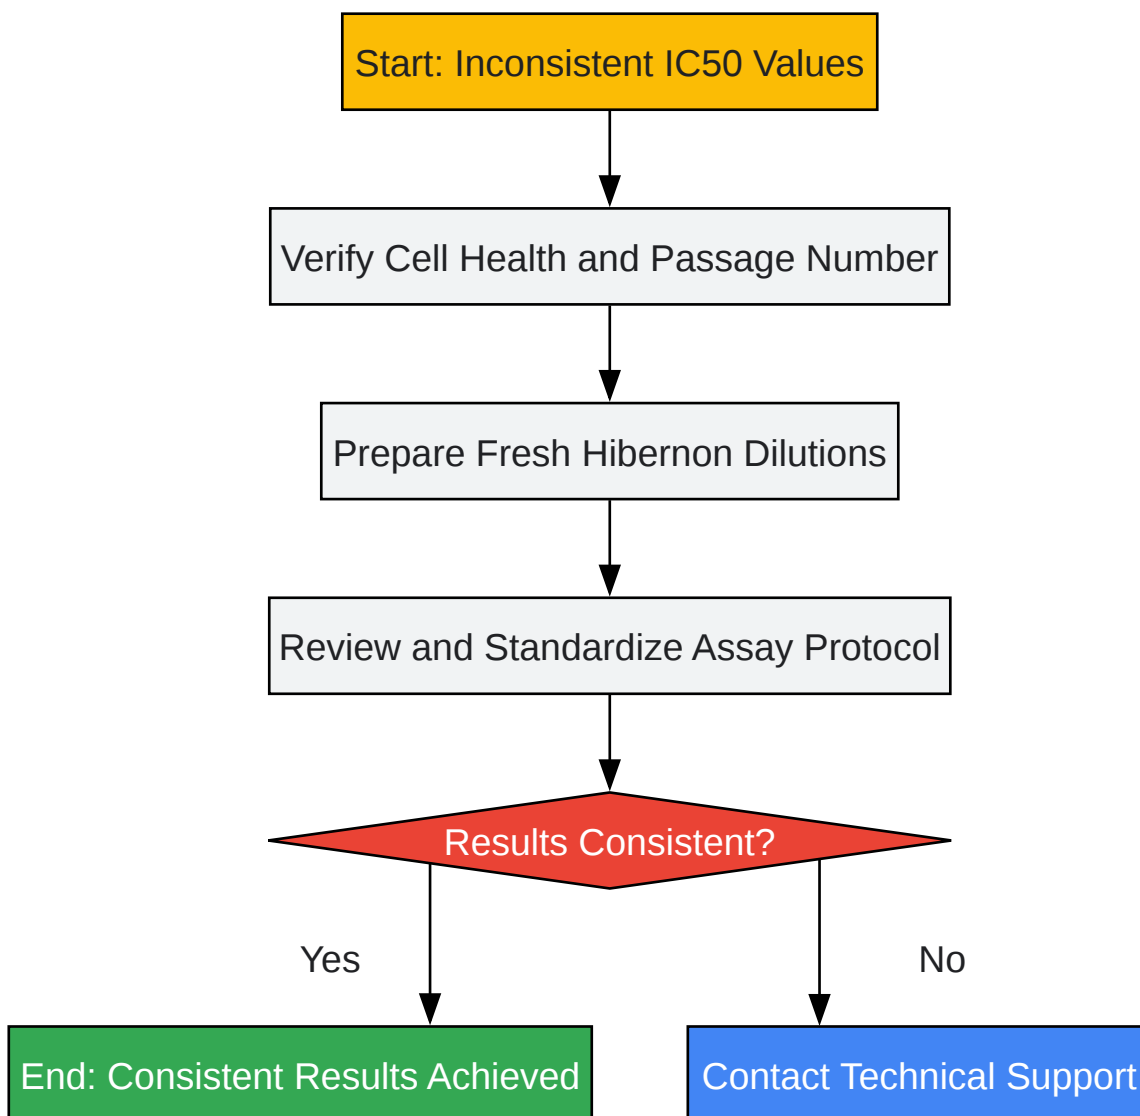 Start: Inconsistent IC50 Values
Verify Cell Health and Passage Number
Prepare Fresh Hibernon Dilutions
Review and Standardize Assay Protocol
Results Consistent?
Yes
No
End: Consistent Results Achieved
Contact Technical Support